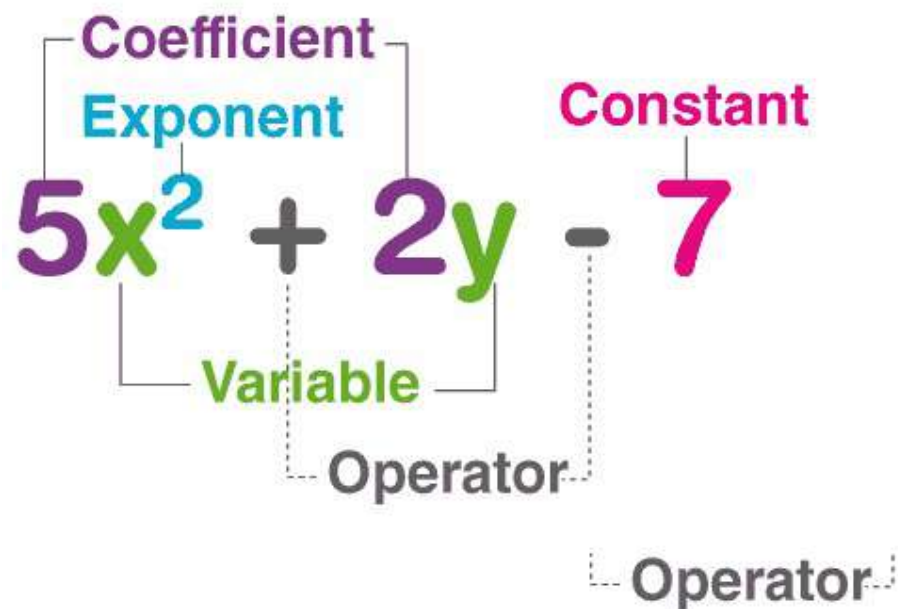 Coefficient
Exponent
Constant
5x² + 2y - 7
Variable
Operator
Operator